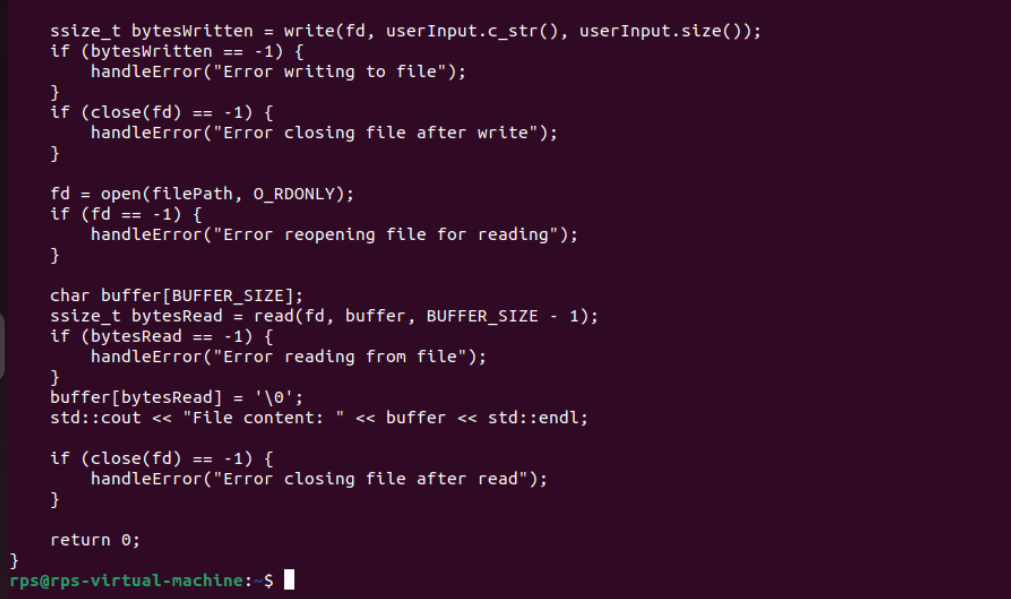 ssize_t bytesWritten = write(fd, userInput.c_str(), userInput.size());
    if (bytesWritten == -1) {
        handleError("Error writing to file");
    }
    if (close(fd) == -1) {
        handleError("Error closing file after write");
    }

    fd = open(filePath, O_RDONLY);
    if (fd == -1) {
        handleError("Error reopening file for reading");
    }

    char buffer[BUFFER_SIZE];
    ssize_t bytesRead = read(fd, buffer, BUFFER_SIZE - 1);
    if (bytesRead == -1) {
        handleError("Error reading from file");
    }
    buffer[bytesRead] = '\0';
    std::cout << "File content: " << buffer << std::endl;

    if (close(fd) == -1) {
        handleError("Error closing file after read");
    }

    return 0;
}
rps@rps-virtual-machine:~$